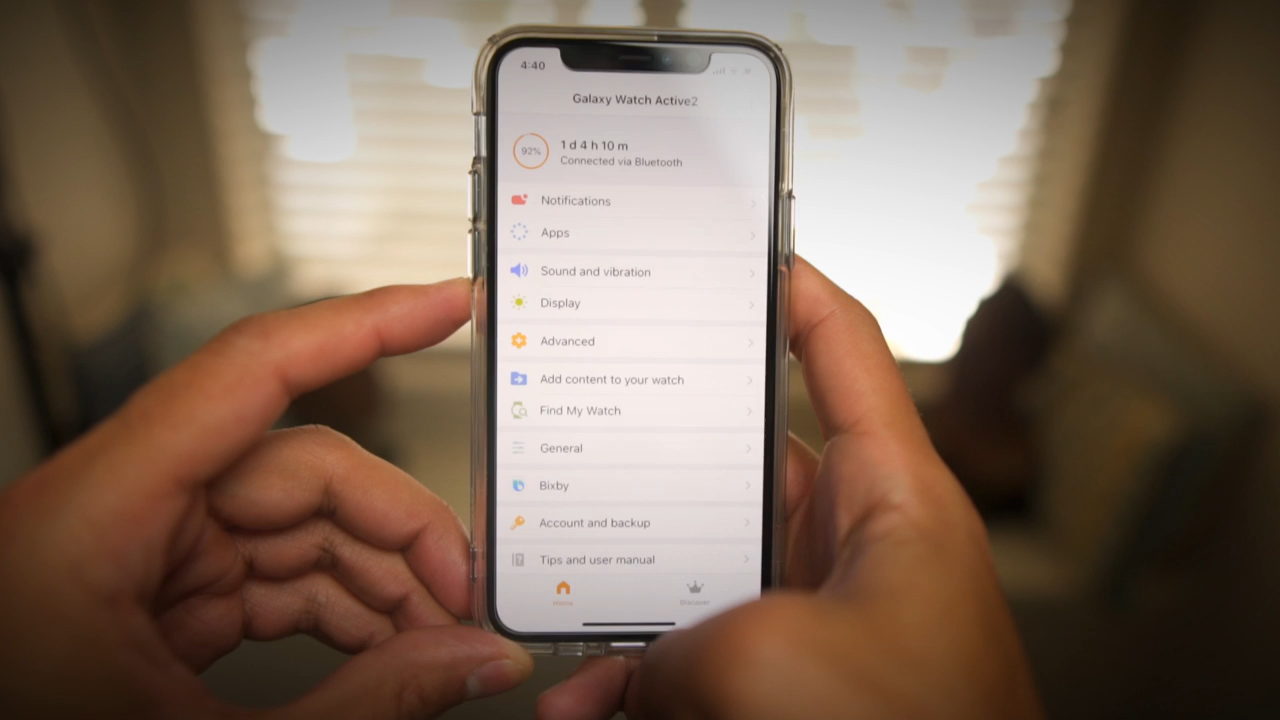 4:40
Galaxy Watch Active2
92%
1 d 4 h 10 m
Connected via Bluetooth
Notifications
Apps
Sound and vibration
Display
Advanced
Add content to your watch
Find My Watch
General
Bixby
Account and backup
Tips and user manual
Home
Discover